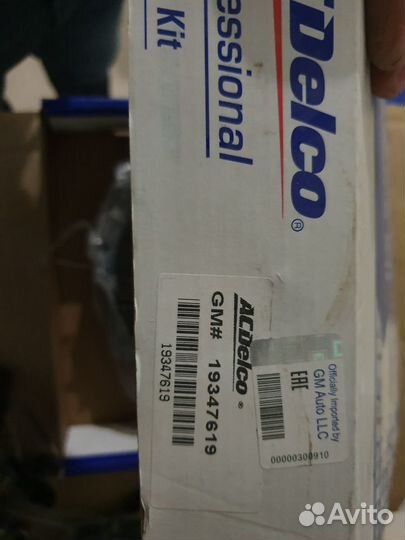 ACDelco®
essional
Kit
ACDelco®
GM# 19347619
19347619
Officially Imported by
GM Auto LLC
EAC
00000300910
Avito